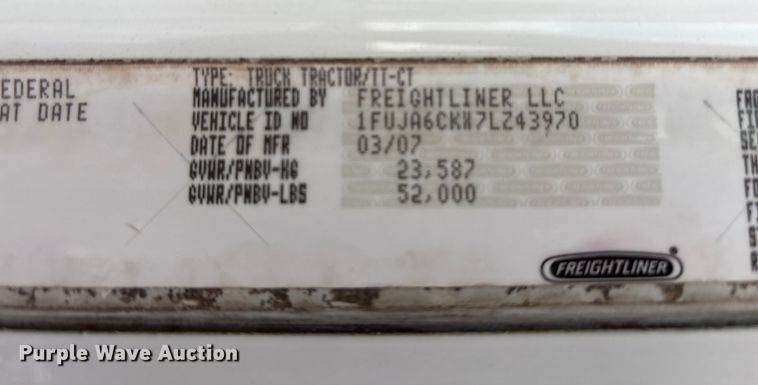 EDERAL
AT DATE
TYPE: TRUCK TRACTOR/TT-CT
MANUFACTURED BY FREIGHTLINER LLC
VEHICLE ID NO 1FUJA6CKX7LZ43970
DATE OF MFR 03/07
GVWR/PNBV-KG 23,587
GVWR/PNBV-LBS 52,000
FREIGHTLINER
Purple Wave Auction